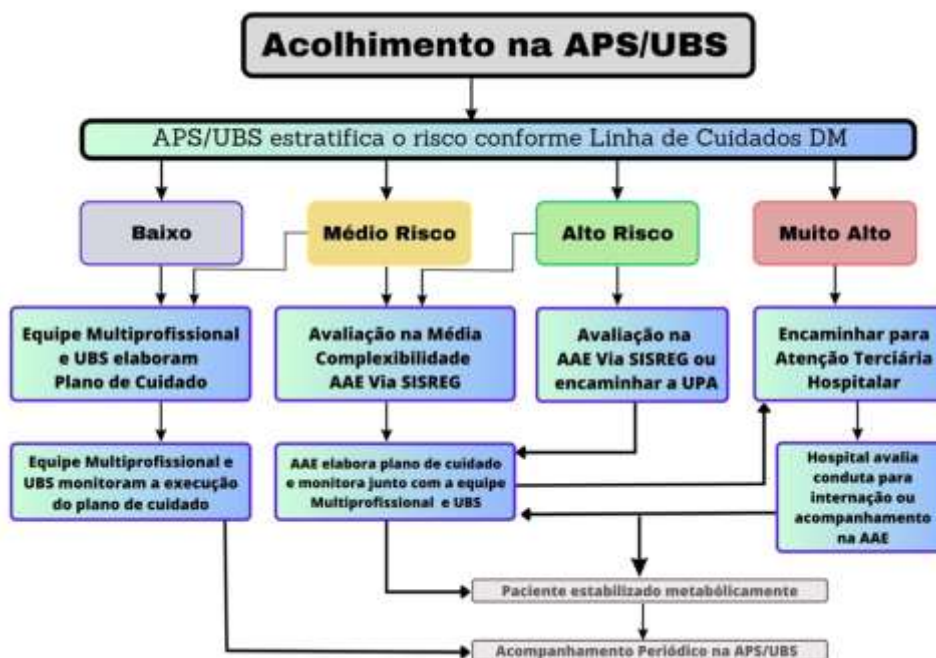 Acolhimento na APS/UBS
APS/UBS estratifica o risco conforme Linha de Cuidados DM
Baixo
Médio Risco
Alto Risco
Muito Alto
Equipe Multiprofissional
e UBS elaboram
Plano de Cuidado
Avaliação na Média
Complexibilidade
AAE Via SISREG
Avaliação na
AAE Via SISREG ou
encaminhar a UPA
Encaminhar para
Atenção Terciária
Hospitalar
Equipe Multiprofissional e
UBS monitoram a execução
do plano de cuidado
AAE elabora plano de cuidado
e monitora junto com a equipe
Multiprofissional e UBS
Hospital avalia
conduta para
internação ou
acompanhamento
na AAE
Paciente estabilizado metabólicamente
Acompanhamento Periódico na APS/UBS